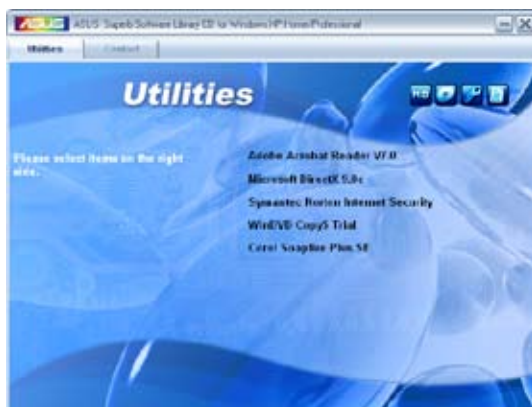 ASUS Superb Software Library CD for Windows XP Home/Professional
Utilities
Contact
Utilities
Please select items on the right
side.
Adobe Acrobat Reader V7.0
Microsoft DirectX 9.0c
Symantec Norton Internet Security
WinDVD Copy5 Trial
Corel Snapfire Plus SE